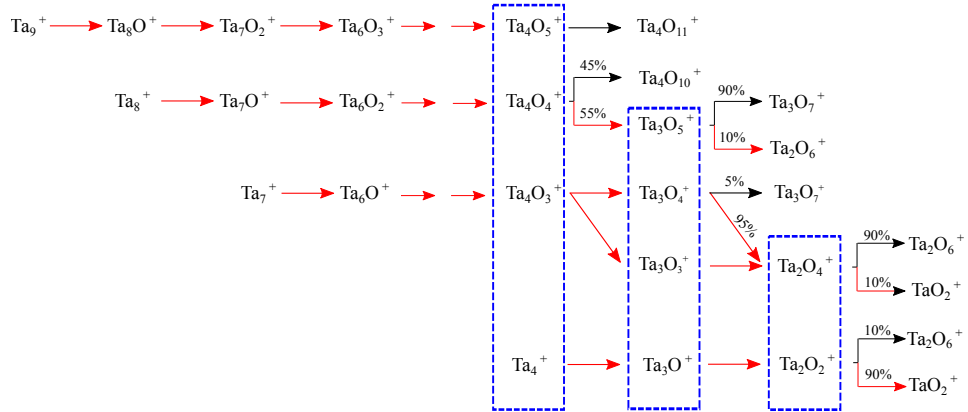 Ta₉⁺ Ta₈O⁺ Ta₇O₂⁺ Ta₆O₃⁺ Ta₄O₅⁺ Ta₄O₁₁⁺
45%
Ta₈⁺ Ta₇O⁺ Ta₆O₂⁺ Ta₄O₄⁺ Ta₄O₁₀⁺
55% Ta₃O₅⁺ 90% Ta₃O₇⁺
10% Ta₂O₆⁺
Ta₇⁺ Ta₆O⁺ Ta₄O₃⁺ Ta₃O₄⁺ 5% Ta₃O₇⁺
95%
Ta₃O₃⁺ Ta₂O₄⁺ 90% Ta₂O₆⁺
10% TaO₂⁺
Ta₄⁺ Ta₃O⁺ Ta₂O₂⁺ 10% Ta₂O₆⁺
90% TaO₂⁺